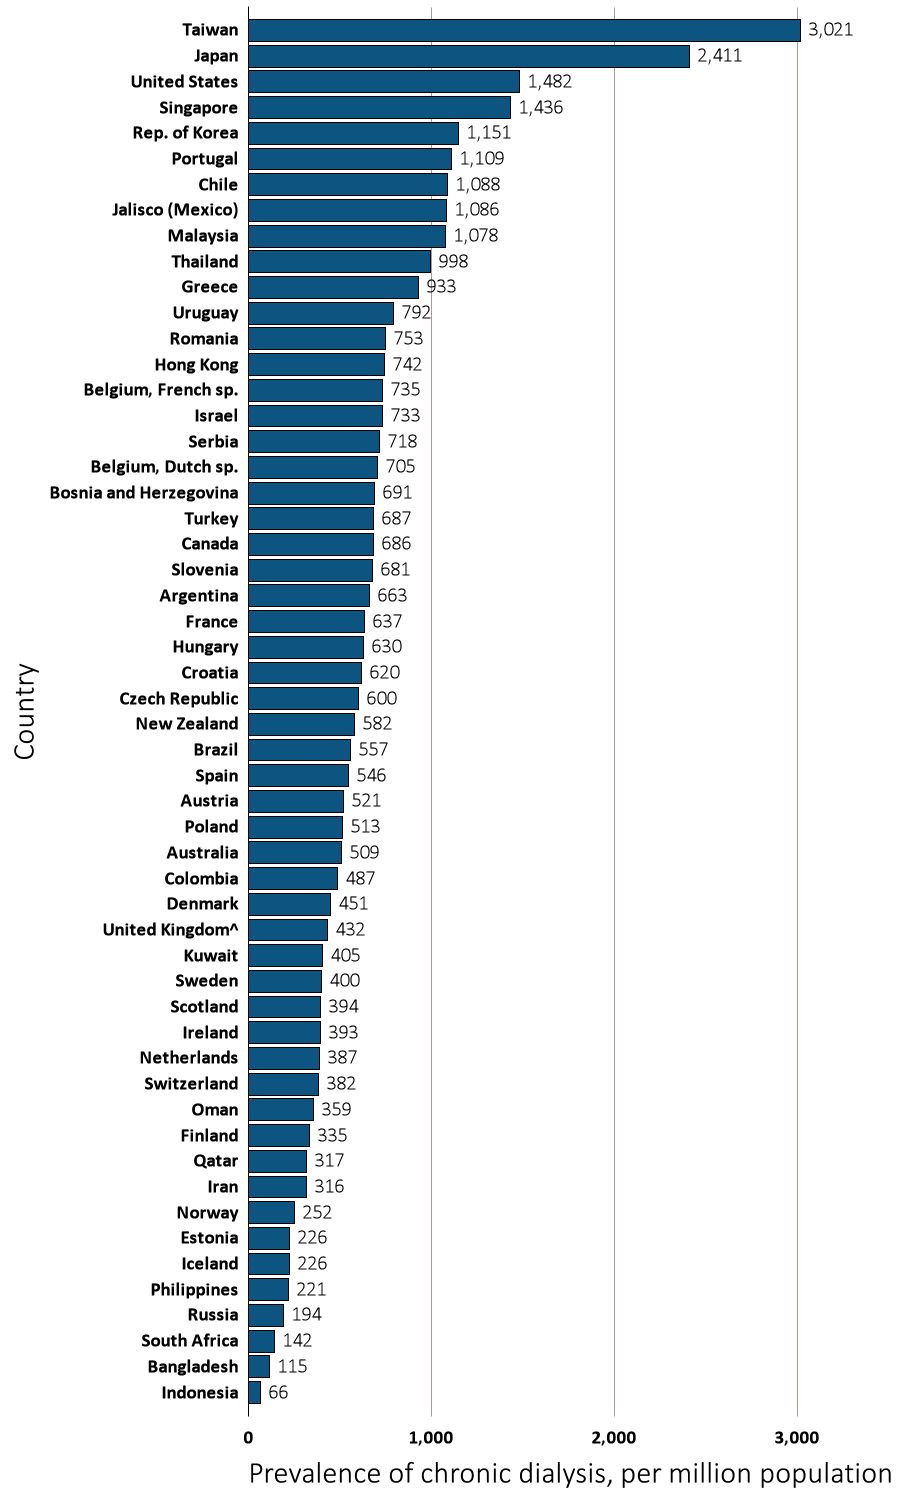 Taiwan 3,021
Japan 2,411
United States 1,482
Singapore 1,436
Rep. of Korea 1,151
Portugal 1,109
Chile 1,088
Jalisco (Mexico) 1,086
Malaysia 1,078
Thailand 998
Greece 933
Uruguay 792
Romania 753
Hong Kong 742
Belgium, French sp. 735
Israel 733
Serbia 718
Belgium, Dutch sp. 705
Bosnia and Herzegovina 691
Turkey 687
Canada 686
Slovenia 681
Argentina 663
France 637
Hungary 630
Croatia 620
Czech Republic 600
New Zealand 582
Brazil 557
Spain 546
Austria 521
Poland 513
Australia 509
Colombia 487
Denmark 451
United Kingdom^ 432
Kuwait 405
Sweden 400
Scotland 394
Ireland 393
Netherlands 387
Switzerland 382
Oman 359
Finland 335
Qatar 317
Iran 316
Norway 252
Estonia 226
Iceland 226
Philippines 221
Russia 194
South Africa 142
Bangladesh 115
Indonesia 66
Country
0 1,000 2,000 3,000
Prevalence of chronic dialysis, per million population